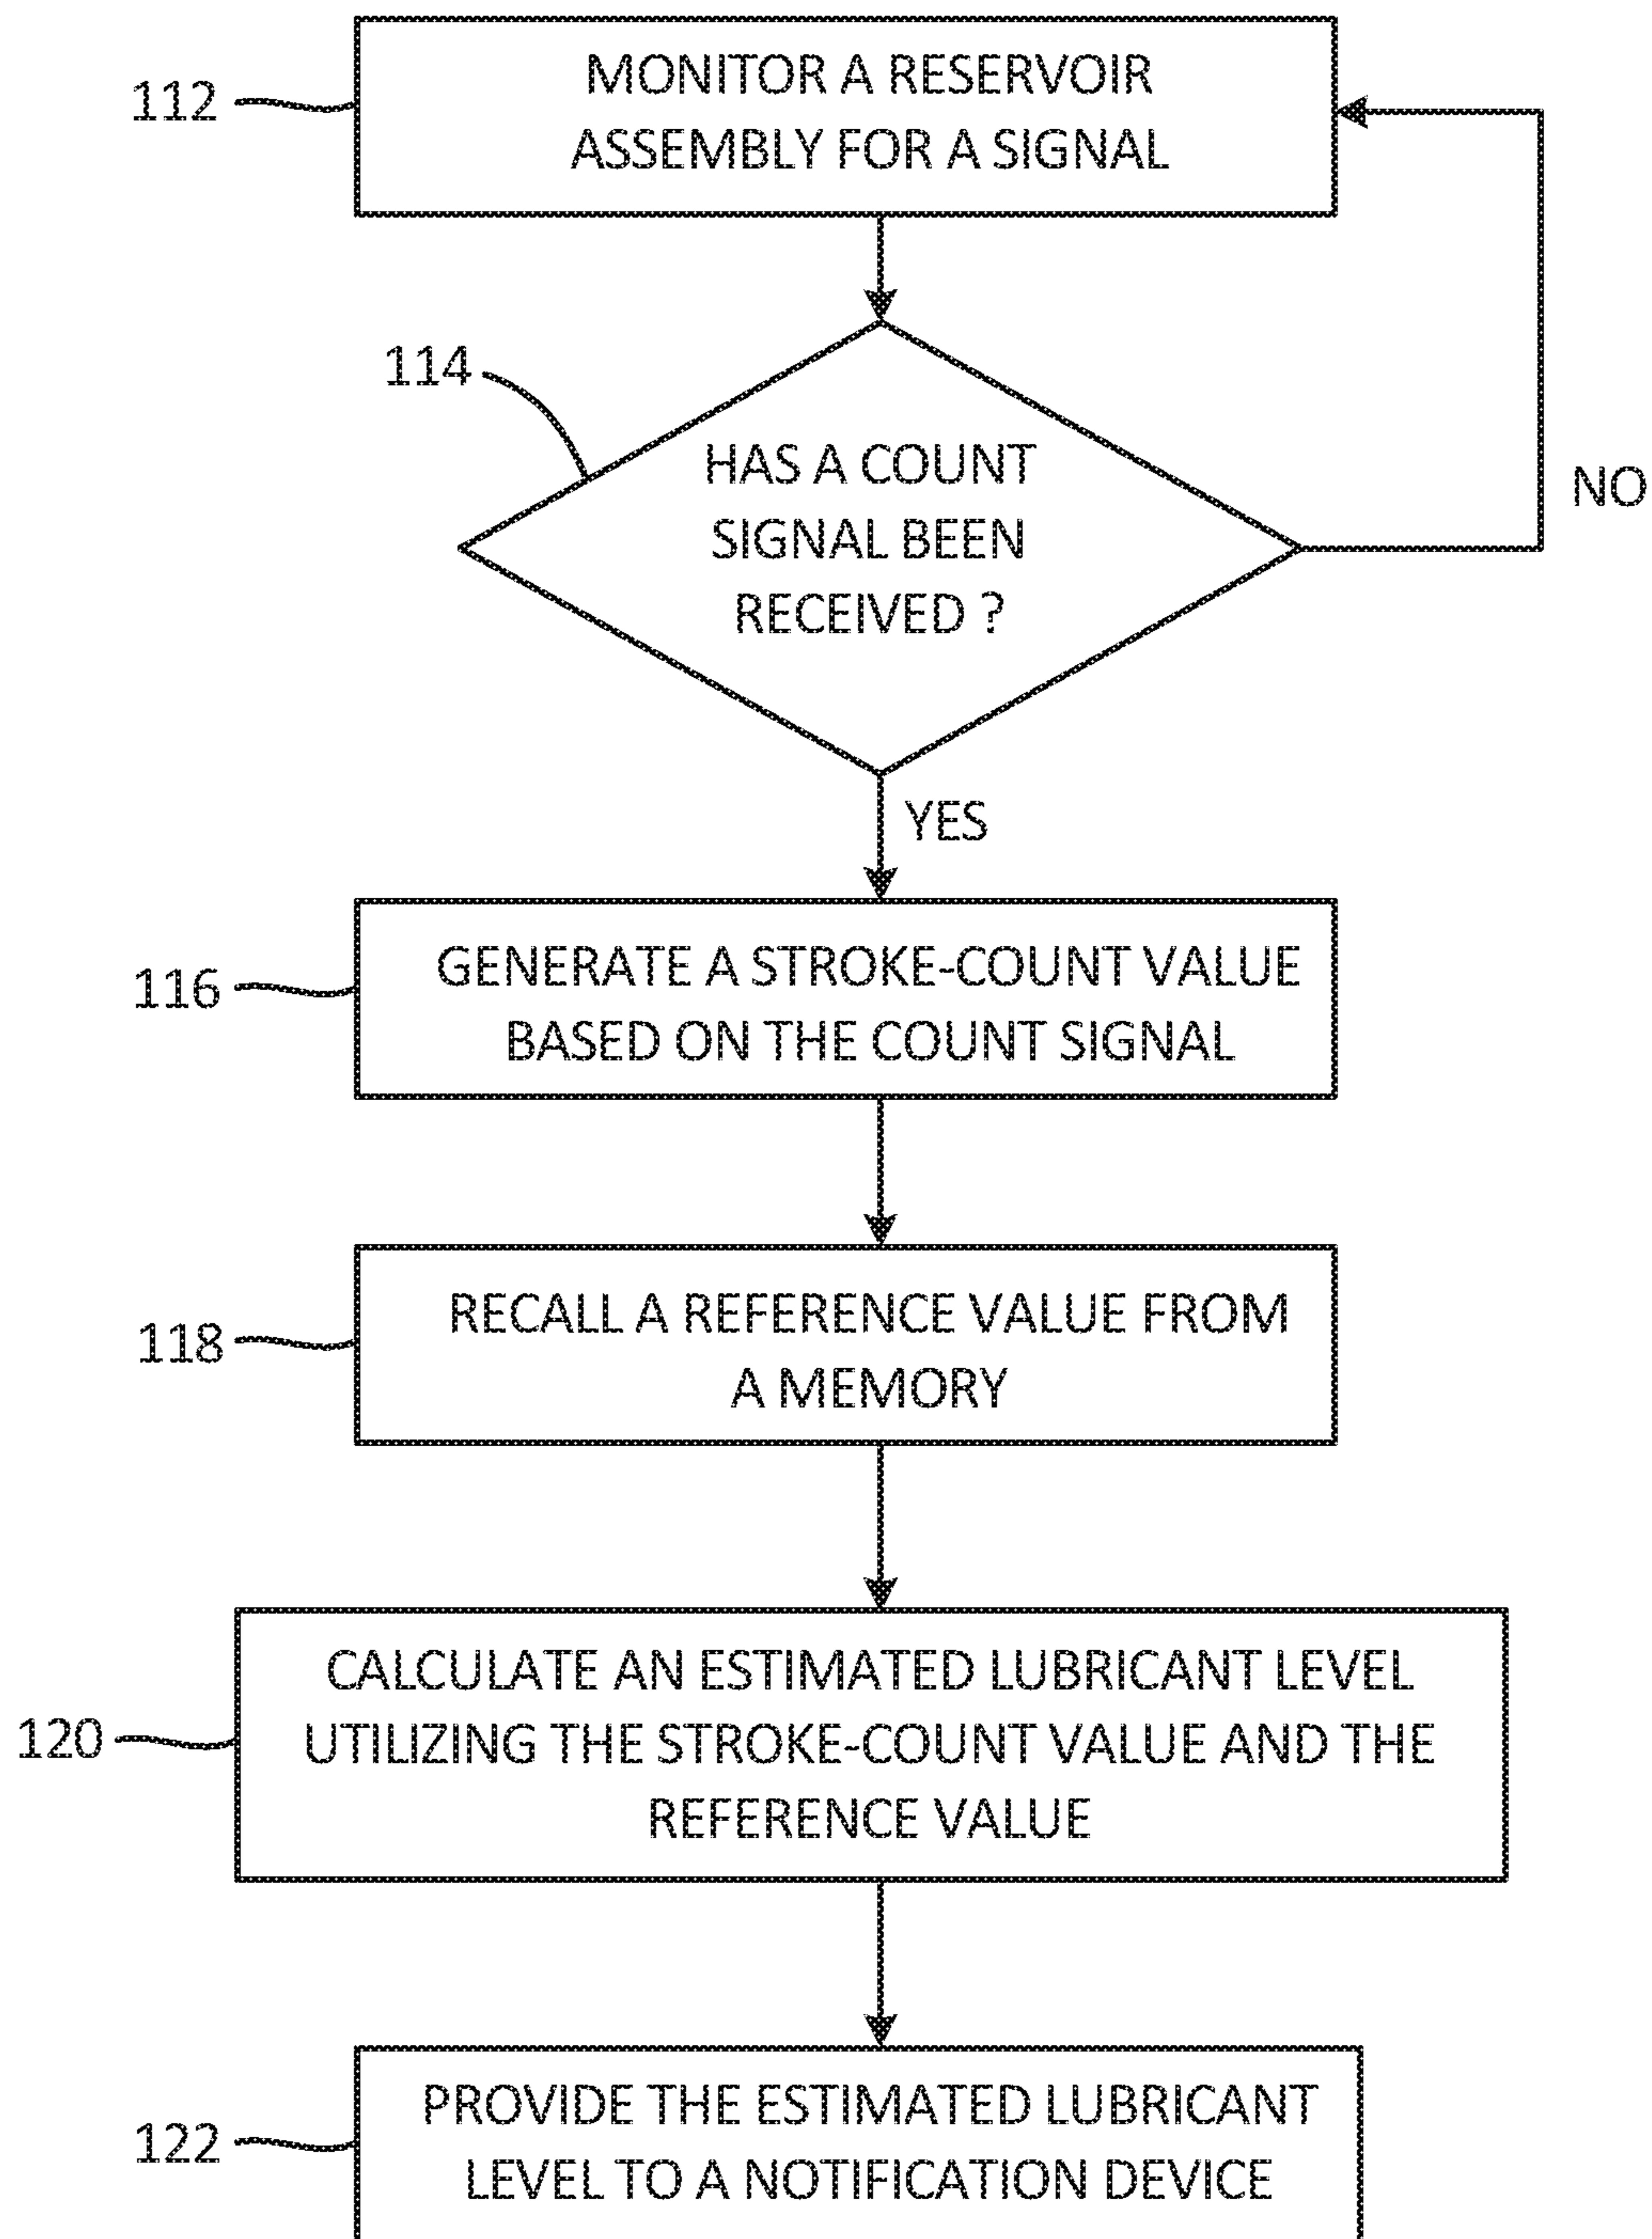 112
MONITOR A RESERVOIR
ASSEMBLY FOR A SIGNAL
114
HAS A COUNT
SIGNAL BEEN
RECEIVED ?
NO
YES
116
GENERATE A STROKE-COUNT VALUE
BASED ON THE COUNT SIGNAL
118
RECALL A REFERENCE VALUE FROM
A MEMORY
120
CALCULATE AN ESTIMATED LUBRICANT LEVEL
UTILIZING THE STROKE-COUNT VALUE AND THE
REFERENCE VALUE
122
PROVIDE THE ESTIMATED LUBRICANT
LEVEL TO A NOTIFICATION DEVICE